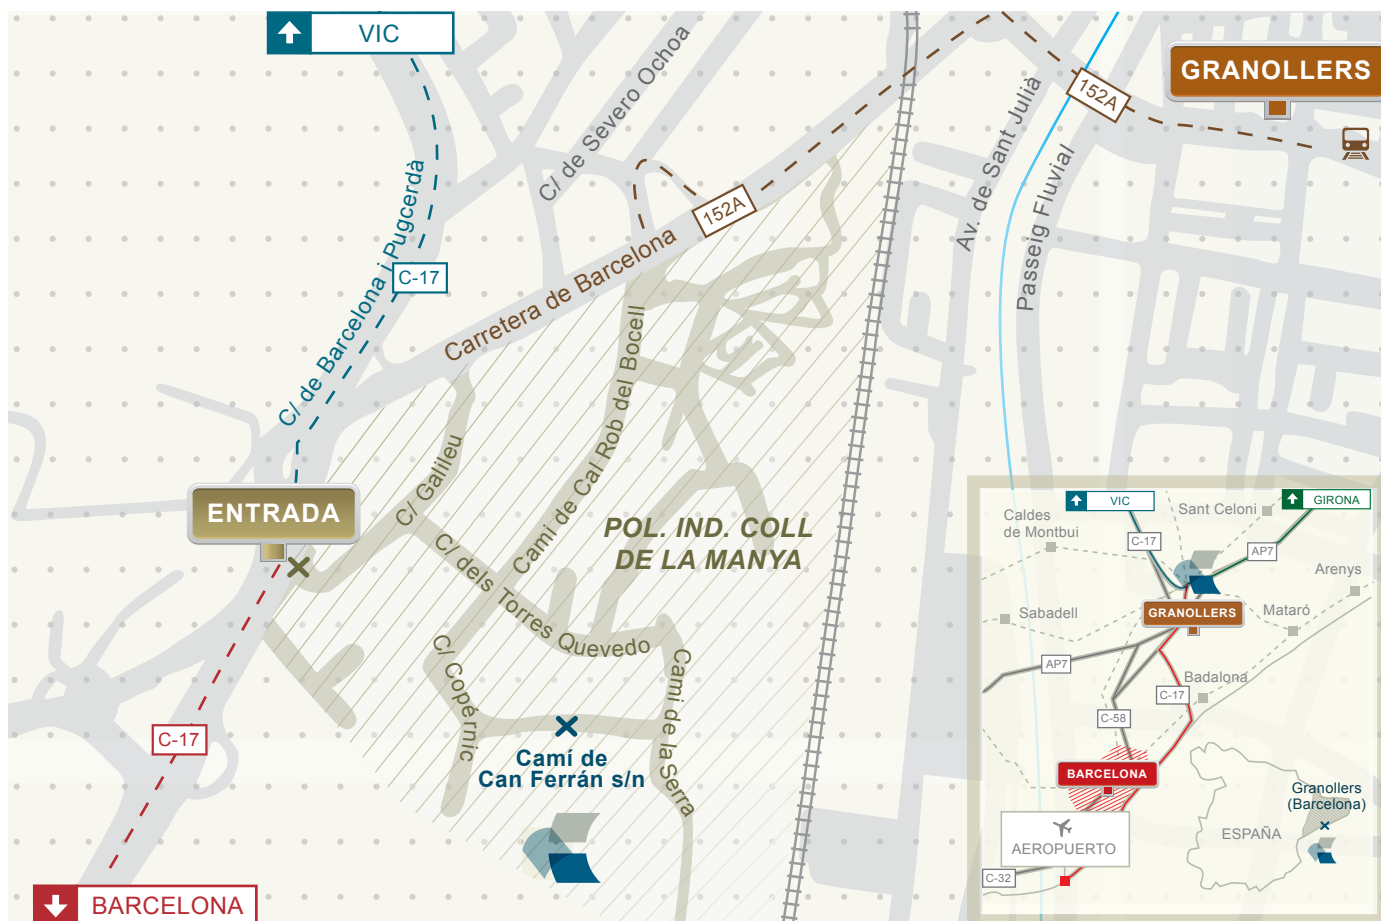 VIC
GRANOLLERS
152A
C/ de Severo Ochoa
Av. de Sant Julià
Passeig Fluvial
152A
C/ de Barcelona i Pugcerdà
C-17
Carretera de Barcelona
Cami de Cal Rob del Bocell
C/ Galileu
ENTRADA
POL. IND. COLL
DE LA MANYA
C/ dels Torres Quevedo
C/ Copérnic
Cami de la Serra
C-17
Camí de
Can Ferrán s/n
BARCELONA
VIC
GIRONA
Caldes
de Montbui
Sant Celoni
C-17
AP7
Arenys
Sabadell
GRANOLLERS
Mataró
AP7
Badalona
C-17
C-58
BARCELONA
Granollers
(Barcelona)
ESPAÑA
AEROPUERTO
C-32